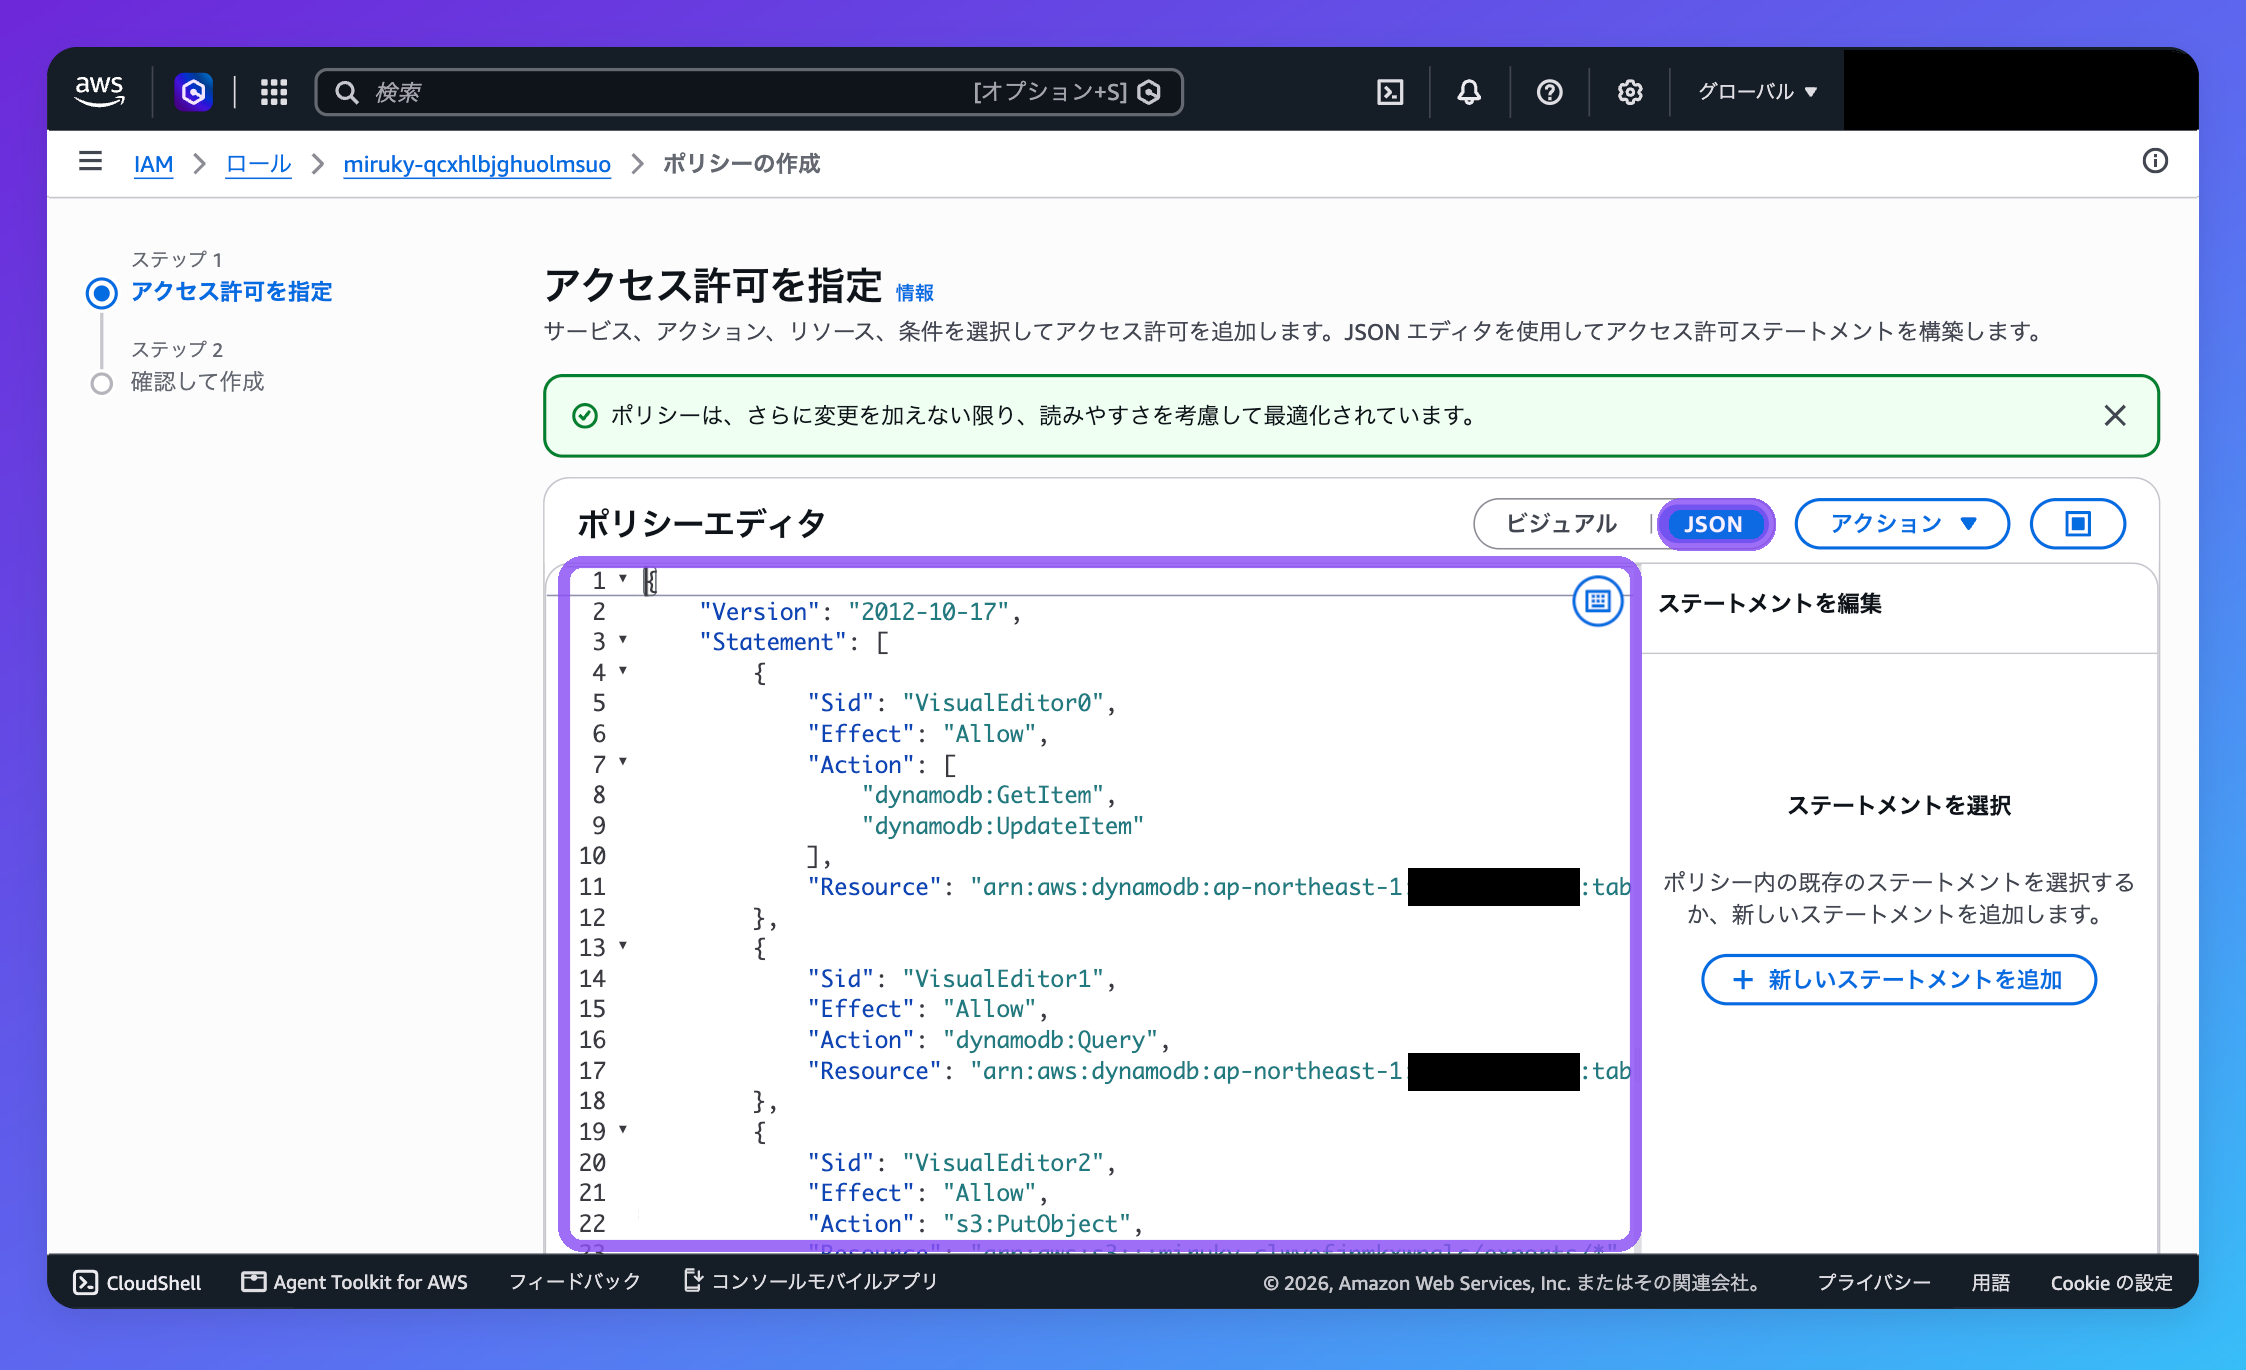 aws
検索
[オプション+S]
グローバル ▼
IAM > ロール > miruky-qcxhlbjghuolmsuo > ポリシーの作成
ステップ 1
アクセス許可を指定
ステップ 2
確認して作成
アクセス許可を指定 情報
サービス、アクション、リソース、条件を選択してアクセス許可を追加します。JSON エディタを使用してアクセス許可ステートメントを構築します。
ポリシーは、さらに変更を加えない限り、読みやすさを考慮して最適化されています。
ポリシーエディタ
ビジュアル
JSON
アクション ▼
1 {
2 "Version": "2012-10-17",
3 "Statement": [
4 {
5 "Sid": "VisualEditor0",
6 "Effect": "Allow",
7 "Action": [
8 "dynamodb:GetItem",
9 "dynamodb:UpdateItem"
10 ],
11 "Resource": "arn:aws:dynamodb:ap-northeast-1: :tab
12 },
13 {
14 "Sid": "VisualEditor1",
15 "Effect": "Allow",
16 "Action": "dynamodb:Query",
17 "Resource": "arn:aws:dynamodb:ap-northeast-1: :tab
18 },
19 {
20 "Sid": "VisualEditor2",
21 "Effect": "Allow",
22 "Action": "s3:PutObject",
23 "Resource":
ステートメントを編集
ステートメントを選択
ポリシー内の既存のステートメントを選択する
か、新しいステートメントを追加します。
+ 新しいステートメントを追加
CloudShell
Agent Toolkit for AWS
フィードバック
コンソールモバイルアプリ
© 2026, Amazon Web Services, Inc. またはその関連会社。
プライバシー
用語
Cookie の設定